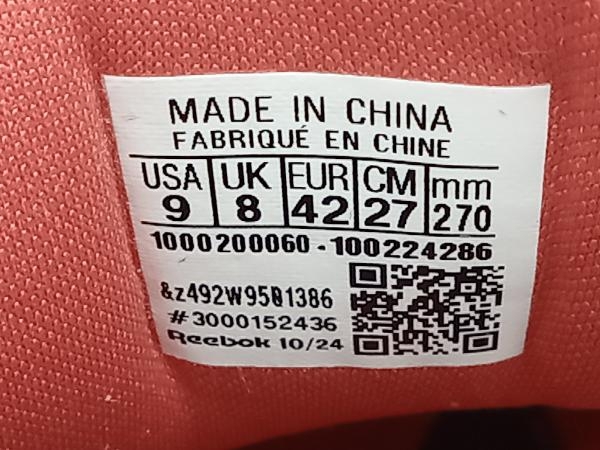 MADE IN CHINA
FABRIQUÉ EN CHINE
USA UK EUR CM mm
9 8 42 27 270
1000200060-100224286
&z492W9501386
#3000152436
Reebok 10/24